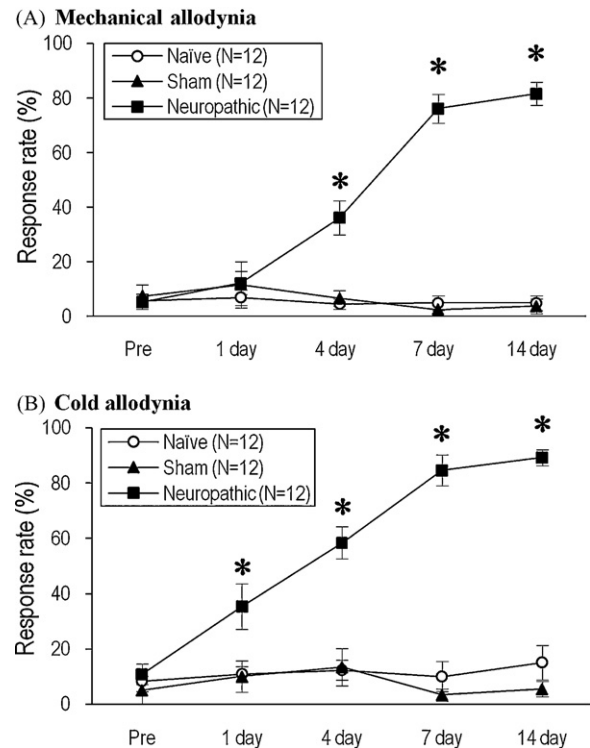 (A) Mechanical allodynia
Naïve (N=12)
Sham (N=12)
Neuropathic (N=12)
Response rate (%)
100
80
60
40
20
0
*
*
*
Pre
1 day
4 day
7 day
14 day
(B) Cold allodynia
Naïve (N=12)
Sham (N=12)
Neuropathic (N=12)
Response rate (%)
100
80
60
40
20
0
*
*
*
*
Pre
1 day
4 day
7 day
14 day